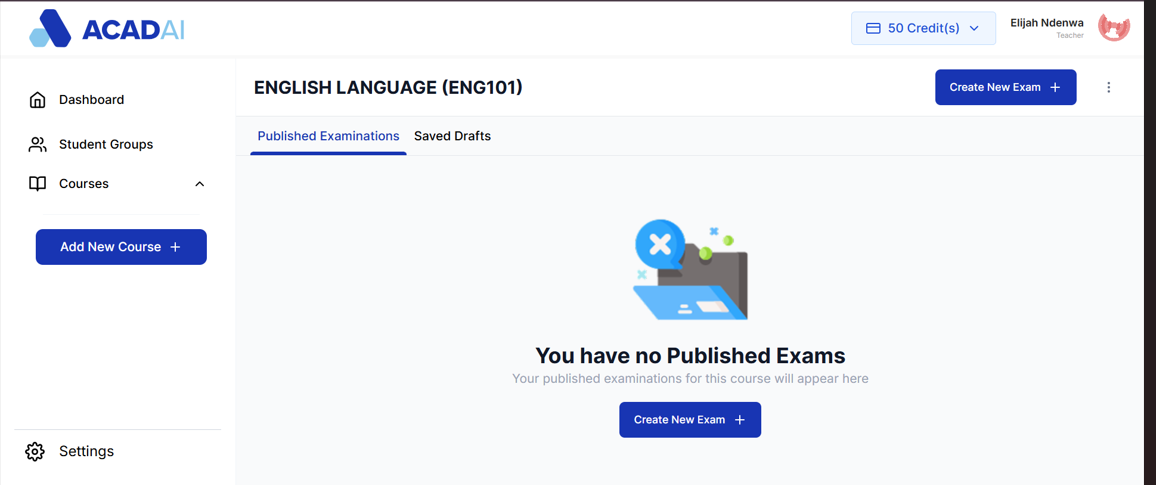 ACADAI
50 Credit(s)
Elijah Ndenwa
Teacher
Dashboard
Student Groups
Courses
Add New Course +
Settings
ENGLISH LANGUAGE (ENG101)
Create New Exam +
Published Examinations
Saved Drafts
You have no Published Exams
Your published examinations for this course will appear here
Create New Exam +